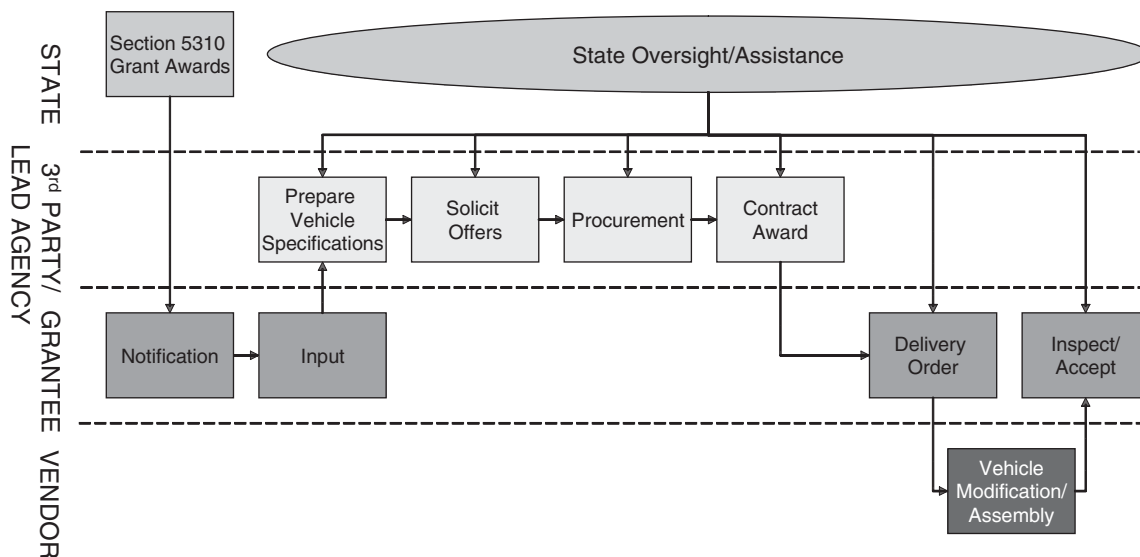 STATE
Section 5310
Grant Awards
State Oversight/Assistance
3rd PARTY/
LEAD AGENCY
Prepare
Vehicle
Specifications
Solicit
Offers
Procurement
Contract
Award
GRANTEE
Notification
Input
Delivery
Order
Inspect/
Accept
VENDOR
Vehicle
Modification/
Assembly